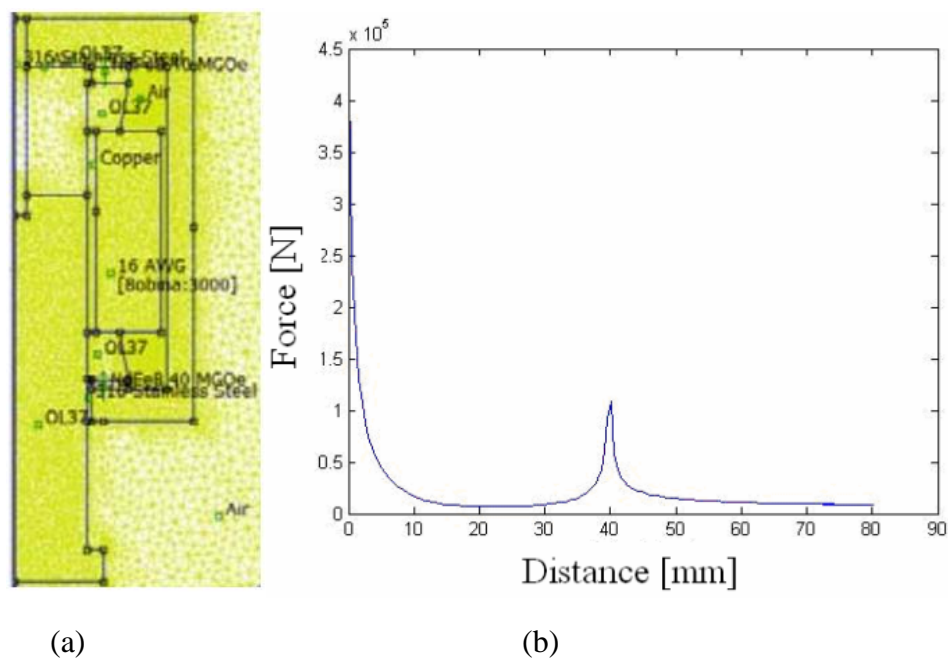 OL37
316 Stainless Steel
40 MGOe
Air
OL37
Copper
16 AWG
[Bobina:3000]
OL37
NdFeB 40 MGOe
316 Stainless Steel
OL37
Air
(a)
x 10^5
4.5
4
3.5
3
2.5
2
1.5
1
0.5
0
0 10 20 30 40 50 60 70 80 90
Force [N]
Distance [mm]
(b)